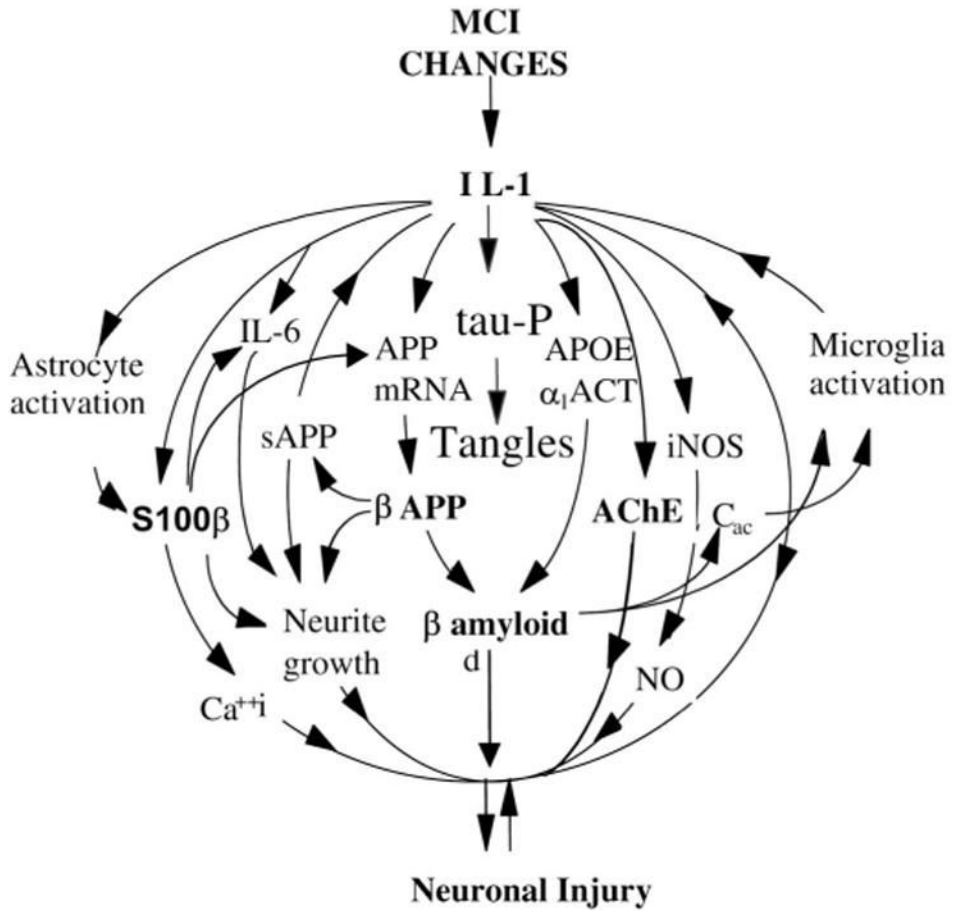 MCI
CHANGES
I L-1
IL-6
tau-P
APP
mRNA
APOE
α₁ACT
Astrocyte
activation
Microglia
activation
sAPP
Tangles
iNOS
S100β
β APP
AChE
Cac
Neurite
growth
β amyloid
d
NO
Ca⁺⁺i
Neuronal Injury